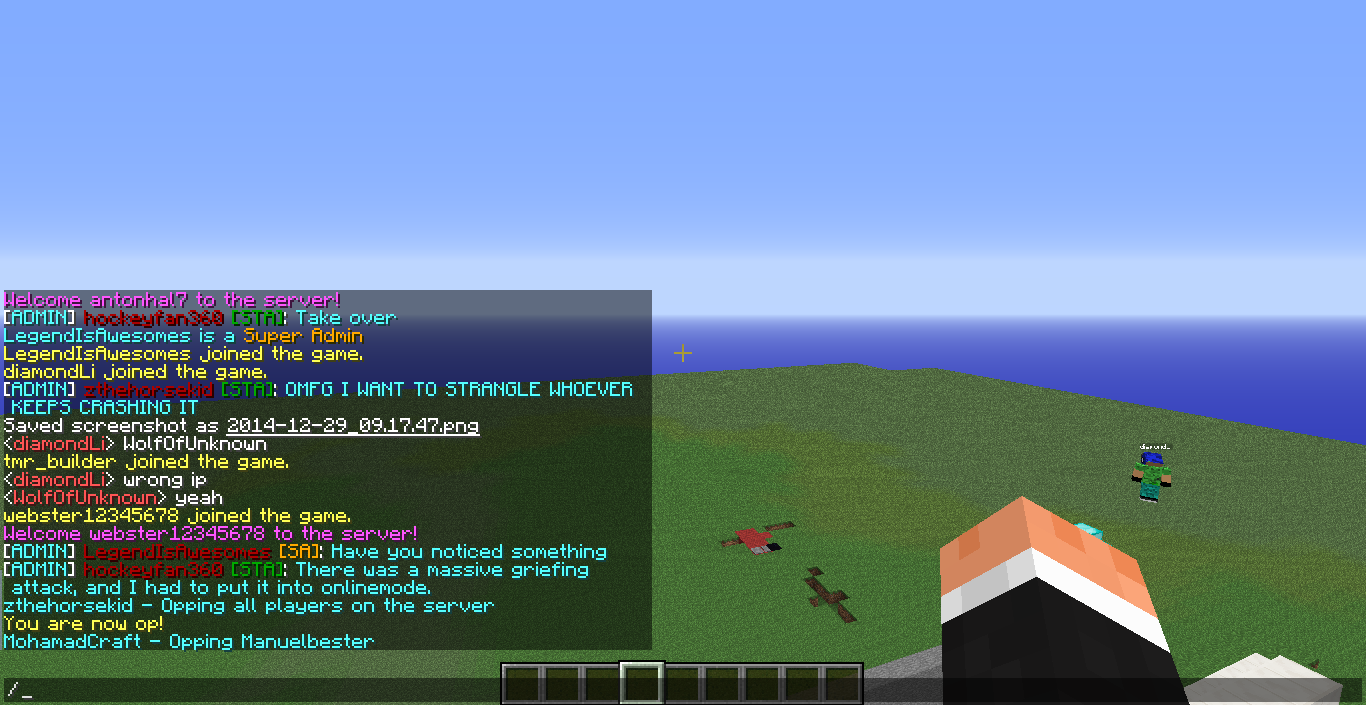 Welcome antonhal7 to the server!
[ADMIN] hockeyfan360 [STA]: Take over
LegendIsAwesomes is a Super Admin
LegendIsAwesomes joined the game.
diamondLi joined the game.
[ADMIN] zthehorsekid [STA]: OMFG I WANT TO STRANGLE WHOEVER
KEEPS CRASHING IT
Saved screenshot as 2014-12-29_09.17.47.png
<diamondLi> WolfOfUnknown
tmr_builder joined the game.
<diamondLi> wrong ip
<WolfOfUnknown> yeah
webster12345678 joined the game.
Welcome webster12345678 to the server!
[ADMIN] LegendIsAwesomes [SA]: Have you noticed something
[ADMIN] hockeyfan360 [STA]: There was a massive griefing
attack, and I had to put it into onlinemode.
zthehorsekid - Opping all players on the server
You are now op!
MohamadCraft - Opping Manuelbester
/_